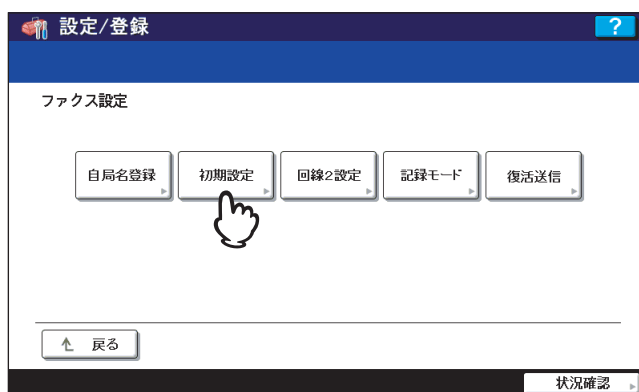 設定/登録
?
ファクス設定
自局名登録
初期設定
回線2設定
記録モード
復活送信
戻る
状況確認